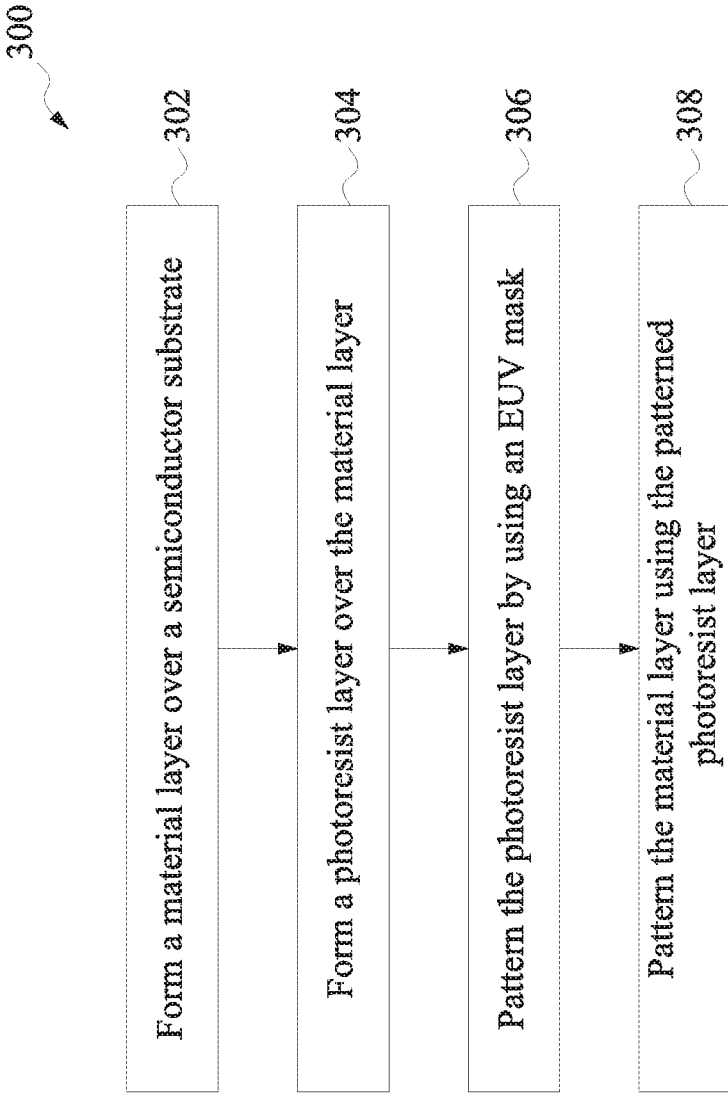 300
Form a material layer over a semiconductor substrate
302
Form a photoresist layer over the material layer
304
Pattern the photoresist layer by using an EUV mask
306
Pattern the material layer using the patterned
photoresist layer
308